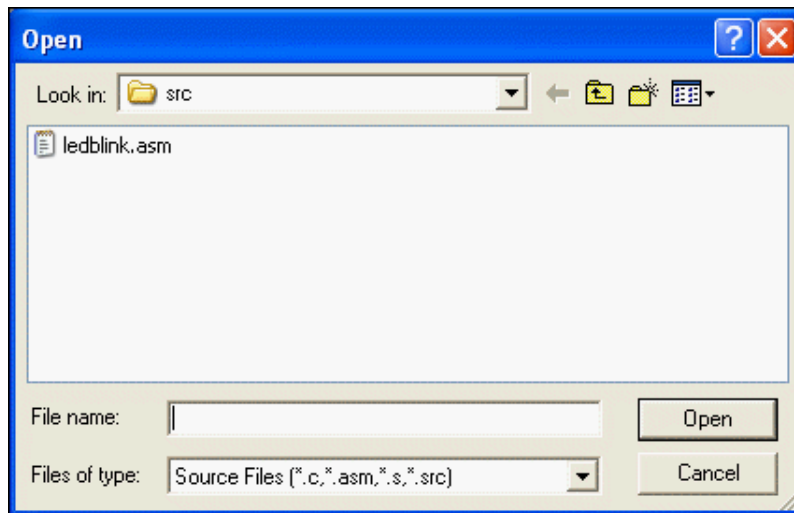 Open
Look in: src
ledblink.asm
File name: Open
Files of type: Source Files (*.c,*.asm,*.s,*.src) Cancel